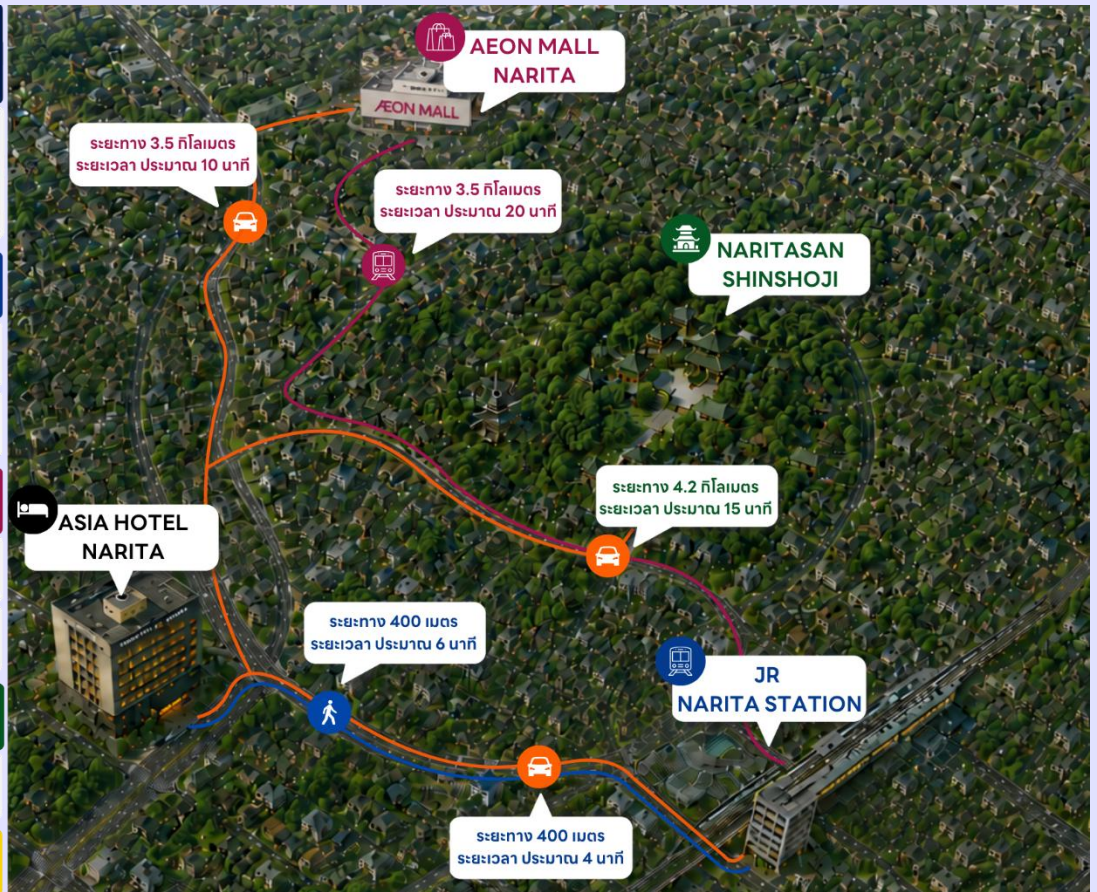 AEON MALL
NARITA
ÆON MALL
ระยะทาง 3.5 กิโลเมตร
ระยะเวลา ประมาณ 10 นาที
ระยะทาง 3.5 กิโลเมตร
ระยะเวลา ประมาณ 20 นาที
NARITASAN
SHINSHOJI
ระยะทาง 4.2 กิโลเมตร
ระยะเวลา ประมาณ 15 นาที
ASIA HOTEL
NARITA
ระยะทาง 400 เมตร
ระยะเวลา ประมาณ 6 นาที
JR
NARITA STATION
ระยะทาง 400 เมตร
ระยะเวลา ประมาณ 4 นาที